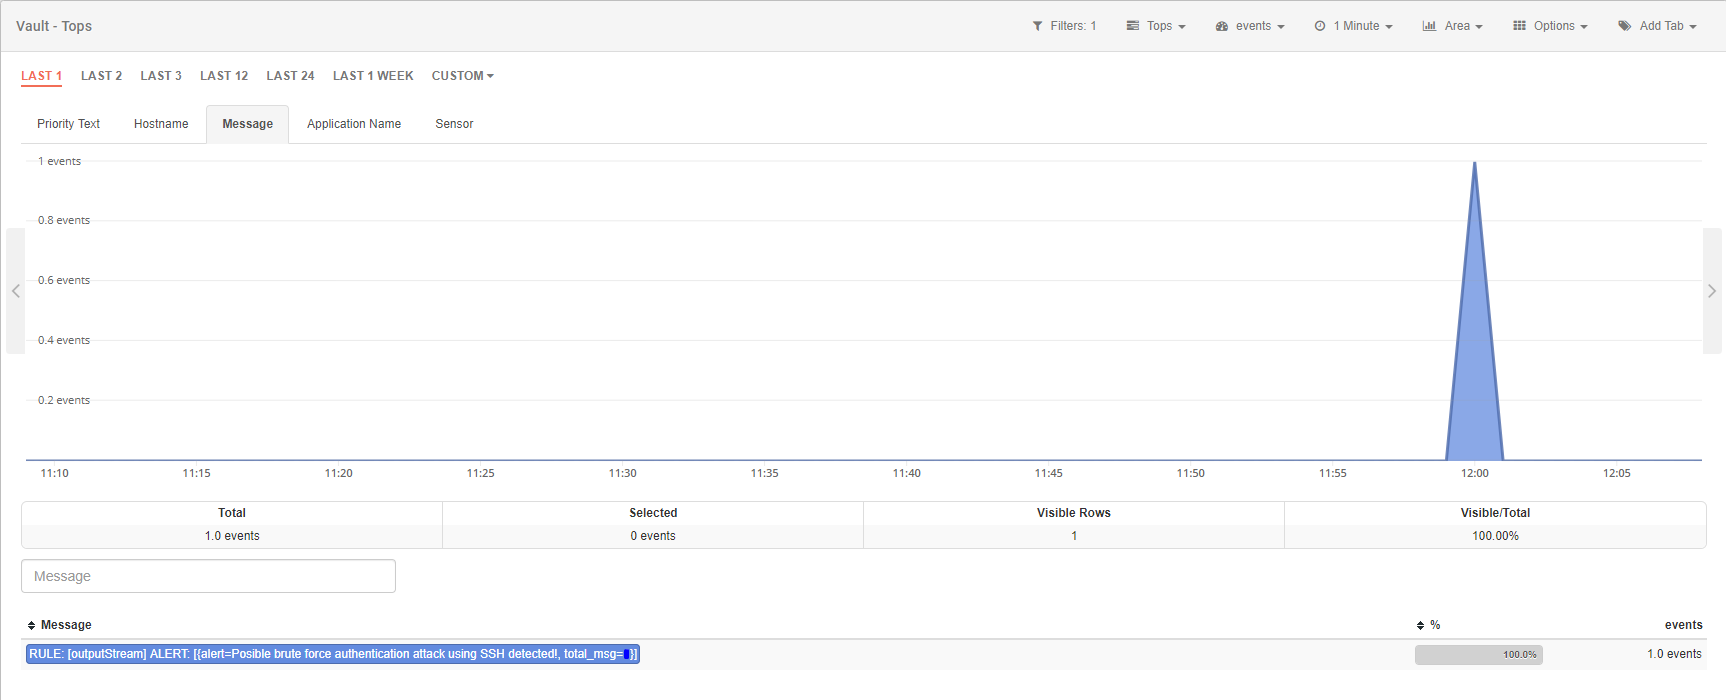 Vault - Tops
Filters: 1 Tops events 1 Minute Area Options Add Tab
LAST 1 LAST 2 LAST 3 LAST 12 LAST 24 LAST 1 WEEK CUSTOM
Priority Text Hostname Message Application Name Sensor
1 events
0.8 events
0.6 events
0.4 events
0.2 events
11:10 11:15 11:20 11:25 11:30 11:35 11:40 11:45 11:50 11:55 12:00 12:05
Total Selected Visible Rows Visible/Total
1.0 events 0 events 1 100.00%
Message
Message % events
RULE: [outputStream] ALERT: [{alert=Posible brute force authentication attack using SSH detected!, total_msg= }] 100.0% 1.0 events